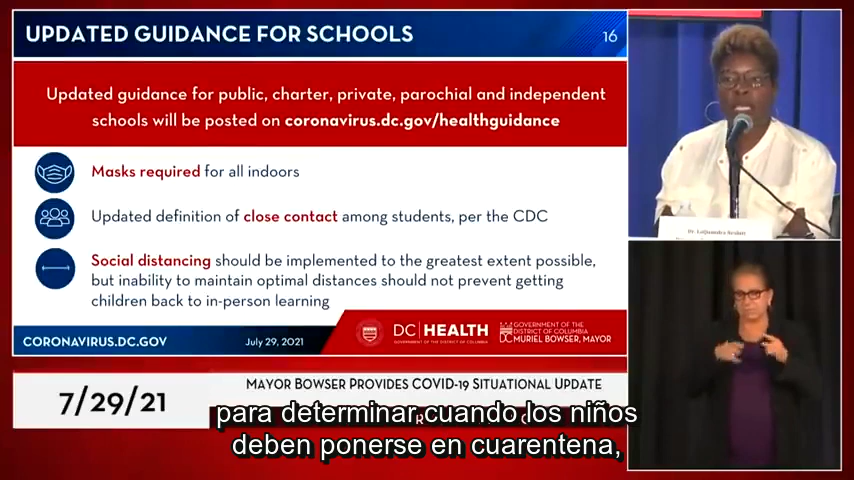 UPDATED GUIDANCE FOR SCHOOLS
16
Updated guidance for public, charter, private, parochial and independent
schools will be posted on coronavirus.dc.gov/healthguidance
Masks required for all indoors
Updated definition of close contact among students, per the CDC
Social distancing should be implemented to the greatest extent possible,
but inability to maintain optimal distances should not prevent getting
children back to in-person learning
CORONAVIRUS.DC.GOV
July 29, 2021
DC HEALTH
GOVERNMENT OF THE DISTRICT OF COLUMBIA
GOVERNMENT OF THE
DISTRICT OF COLUMBIA
MURIEL BOWSER, MAYOR
7/29/21
MAYOR BOWSER PROVIDES COVID-19 SITUATIONAL UPDATE
para determinar cuando los niños
deben ponerse en cuarentena,